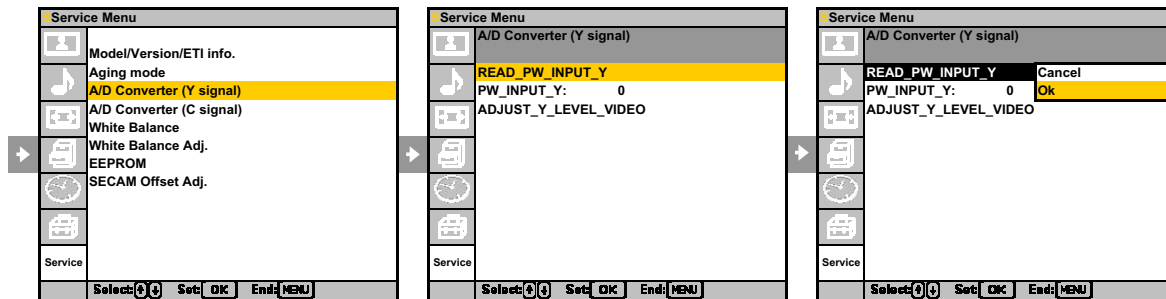 Service Menu
Model/Version/ETI info.
Aging mode
A/D Converter (Y signal)
A/D Converter (C signal)
White Balance
White Balance Adj.
EEPROM
SECAM Offset Adj.
Service
Select: Set: OK End: MENU
Service Menu
A/D Converter (Y signal)
READ_PW_INPUT_Y
PW_INPUT_Y: 0
ADJUST_Y_LEVEL_VIDEO
Service
Select: Set: OK End: MENU
Service Menu
A/D Converter (Y signal)
READ_PW_INPUT_Y Cancel
PW_INPUT_Y: 0 Ok
ADJUST_Y_LEVEL_VIDEO
Service
Select: Set: OK End: MENU